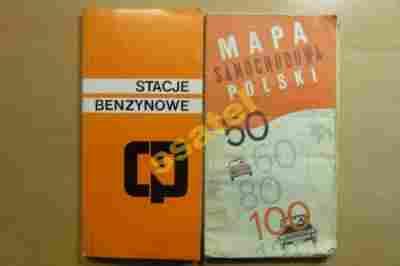 STACJE
BENZYNOWE
CPN
MAPA
SAMOCHODOWA
POLSKI
50
60
80
100